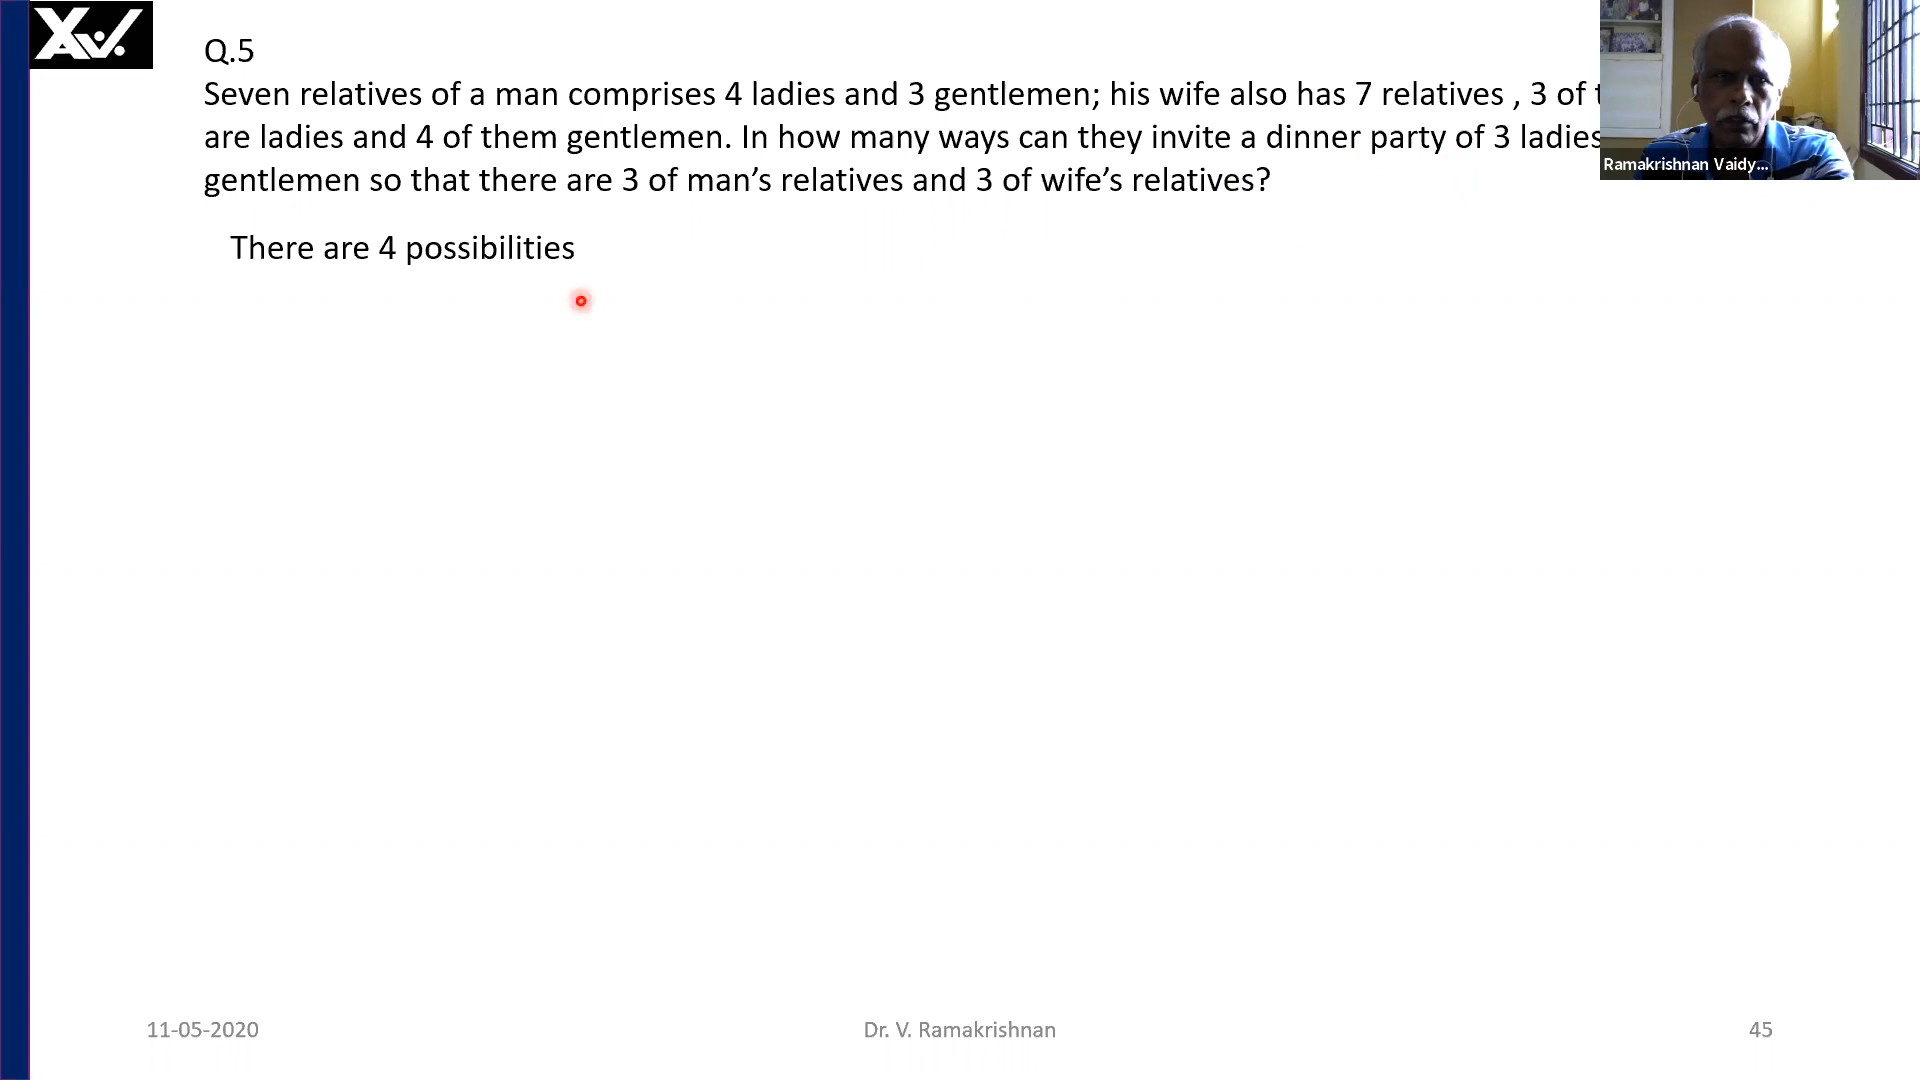 XV.
Q.5
Seven relatives of a man comprises 4 ladies and 3 gentlemen; his wife also has 7 relatives , 3 of
are ladies and 4 of them gentlemen. In how many ways can they invite a dinner party of 3 ladies
gentlemen so that there are 3 of man’s relatives and 3 of wife’s relatives?
Ramakrishnan Vaidy...
There are 4 possibilities
11-05-2020
Dr. V. Ramakrishnan
45